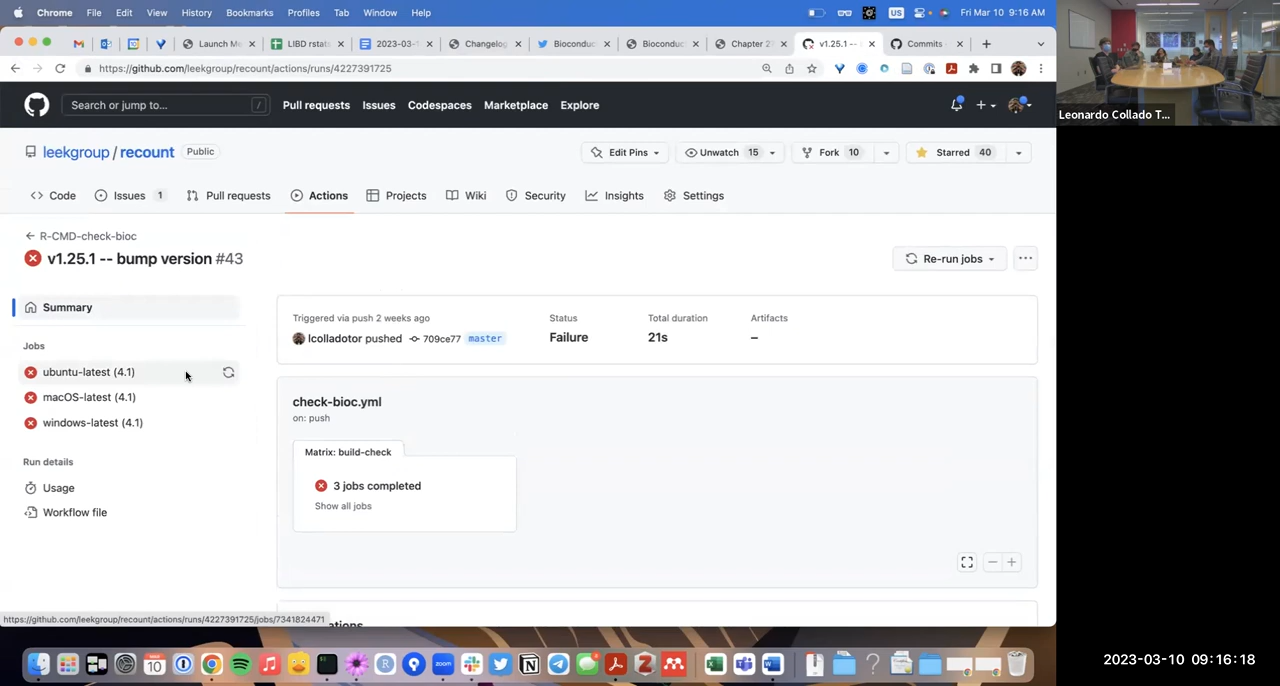 Chrome File Edit View History Bookmarks Profiles Tab Window Help US Fri Mar 10 9:16 AM
Launch M LIBD rstat 2023-03- Changelog Bioconduc Bioconduc Chapter 2 v1.25.1 -- Commits
https://github.com/leekgroup/recount/actions/runs/4227391725
Search or jump to... / Pull requests Issues Codespaces Marketplace Explore
Leonardo Collado T...
leekgroup / recount Public Edit Pins Unwatch 15 Fork 10 Starred 40
Code Issues 1 Pull requests Actions Projects Wiki Security Insights Settings
← R-CMD-check-bioc
v1.25.1 -- bump version #43
Re-run jobs ...
Summary
Triggered via push 2 weeks ago Status Total duration Artifacts
lcolladotor pushed 709ce77 master Failure 21s –
Jobs
ubuntu-latest (4.1)
macOS-latest (4.1)
windows-latest (4.1)
Run details
Usage
Workflow file
check-bioc.yml
on: push
Matrix: build-check
3 jobs completed
Show all jobs
https://github.com/leekgroup/recount/actions/runs/4227391725/jobs/7341824471
10
zoom
2023-03-10 09:16:18